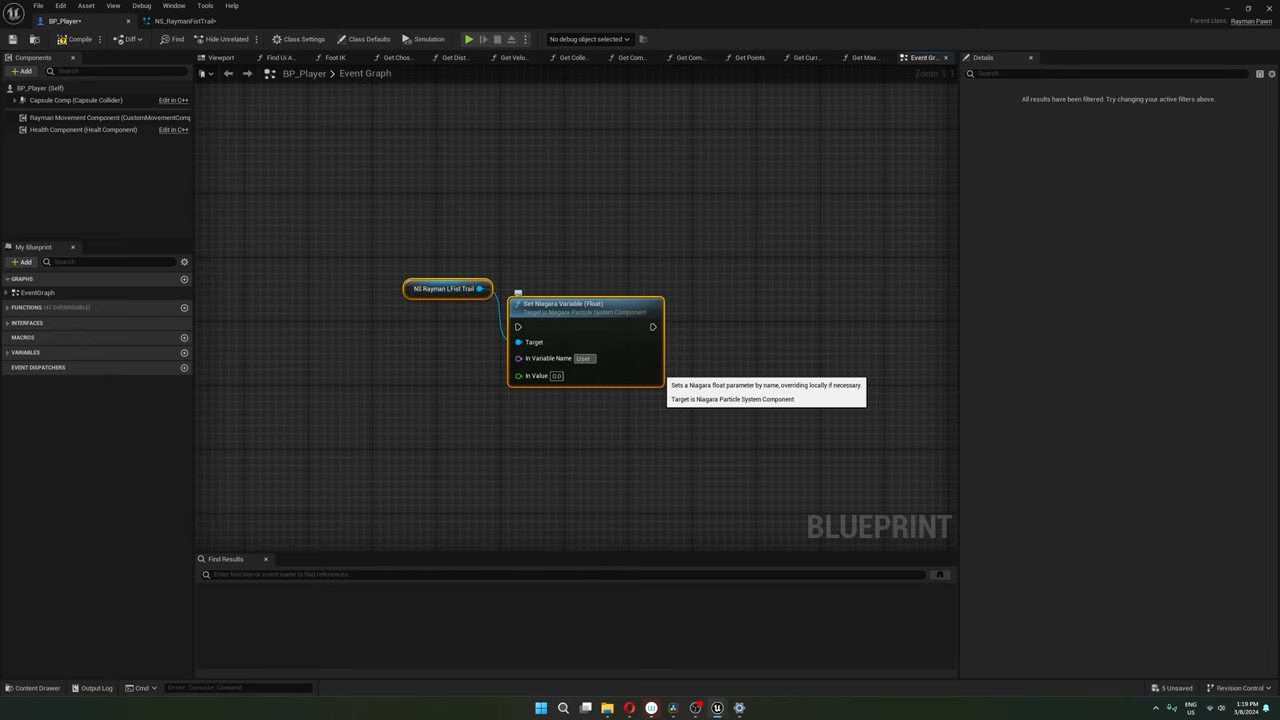 File Edit Asset View Debug Window Tools Help
BP_Player•
NS_RaymanFistTrail•
Parent class: Rayman Pawn
Compile Diff Find Hide Unrelated Class Settings Class Defaults Simulation No debug object selected
Components
Viewport Find Ui A... Foot IK Get Chos... Get Dist... Get Velo... Get Colle... Get Com... Get Com... Get Points Get Curr... Get Max... Event Gr...
Details
Add Search
BP_Player > Event Graph
Zoom 1:1
Search
BP_Player (Self)
All results have been filtered. Try changing your active filters above.
Capsule Comp (Capsule Collider) Edit in C++
Rayman Movement Component (CustomMovementComp
Health Component (Healt Component) Edit in C++
My Blueprint
Add Search
GRAPHS
EventGraph
FUNCTIONS (47 OVERRIDABLE)
INTERFACES
MACROS
VARIABLES
EVENT DISPATCHERS
NS Rayman LFist Trail
Set Niagara Variable (Float)
Target is Niagara Particle System Component
Target
In Variable Name User
In Value 0.0
Sets a Niagara float parameter by name, overriding locally if necessary.
Target is Niagara Particle System Component
BLUEPRINT
Find Results
Enter function or event name to find references...
Content Drawer Output Log Cmd Enter Console Command
5 Unsaved Revision Control
ENG
US
1:19 PM
3/8/2024